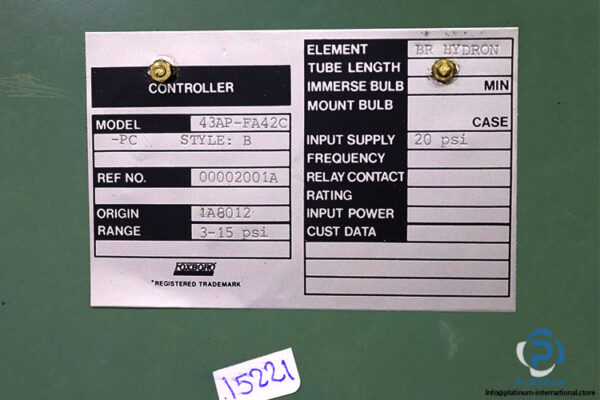 CONTROLLER
MODEL 43AP-FA42C
-PC STYLE: B
REF NO. 00002001A
ORIGIN 1A8012
RANGE 3-15 psi
FOXBORO
*REGISTERED TRADEMARK
ELEMENT BR HYDRON
TUBE LENGTH
IMMERSE BULB MIN
MOUNT BULB
CASE
INPUT SUPPLY 20 psi
FREQUENCY
RELAY CONTACT
RATING
INPUT POWER
CUST DATA
15221
PLATINUM
info@platinum-international.store